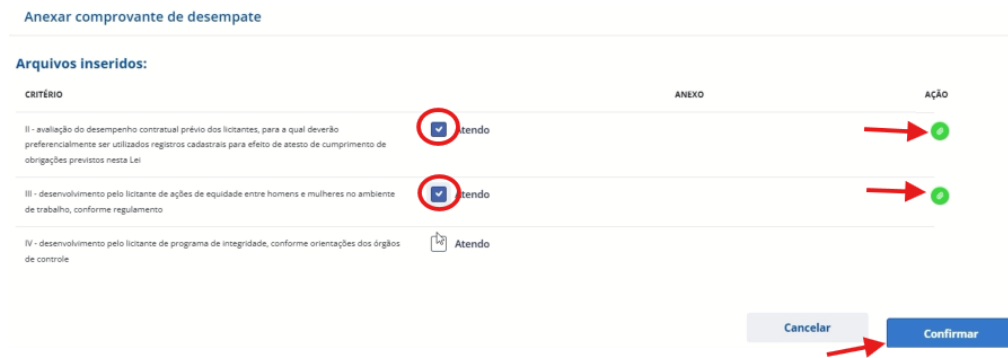 Anexar comprovante de desempate
Arquivos inseridos:
CRITÉRIO ANEXO AÇÃO
II - avaliação do desempenho contratual prévio dos licitantes, para a qual deverão
preferencialmente ser utilizados registros cadastrais para efeito de atesto de cumprimento de
obrigações previstos nesta Lei
Atendo
III - desenvolvimento pelo licitante de ações de equidade entre homens e mulheres no ambiente
de trabalho, conforme regulamento
Atendo
IV - desenvolvimento pelo licitante de programa de integridade, conforme orientações dos órgãos
de controle
Atendo
Cancelar
Confirmar